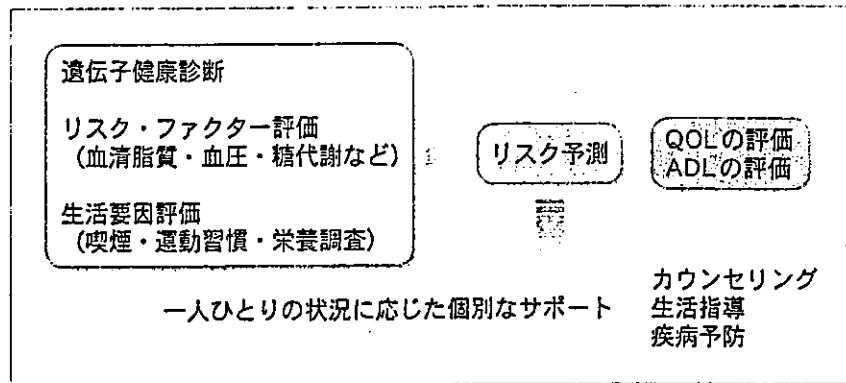 遺伝子健康診断
リスク・ファクター評価
(血清脂質・血圧・糖代謝など)
生活要因評価
(喫煙・運動習慣・栄養調査)
リスク予測
QOLの評価
ADLの評価
一人ひとりの状況に応じた個別なサポート
カウンセリング
生活指導
疾病予防